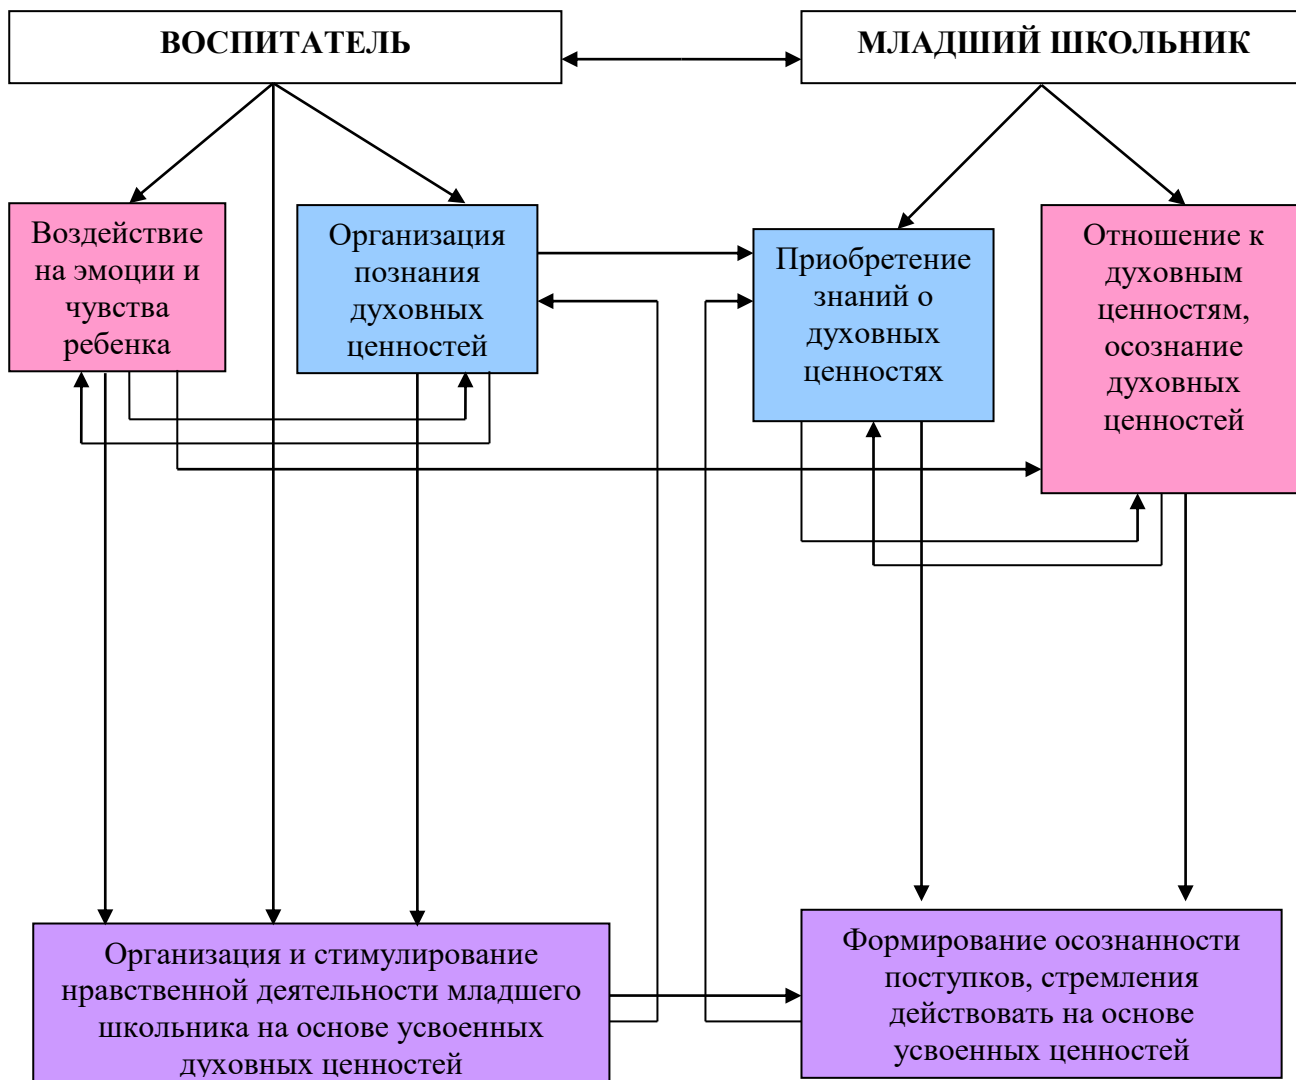 ВОСПИТАТЕЛЬ
МЛАДШИЙ ШКОЛЬНИК
Воздействие
на эмоции и
чувства
ребенка
Организация
познания
духовных
ценностей
Приобретение
знаний о
духовных
ценностях
Отношение к
духовным
ценностям,
осознание
духовных
ценностей
Организация и стимулирование
нравственной деятельности младшего
школьника на основе усвоенных
духовных ценностей
Формирование осознанности
поступков, стремления
действовать на основе
усвоенных ценностей